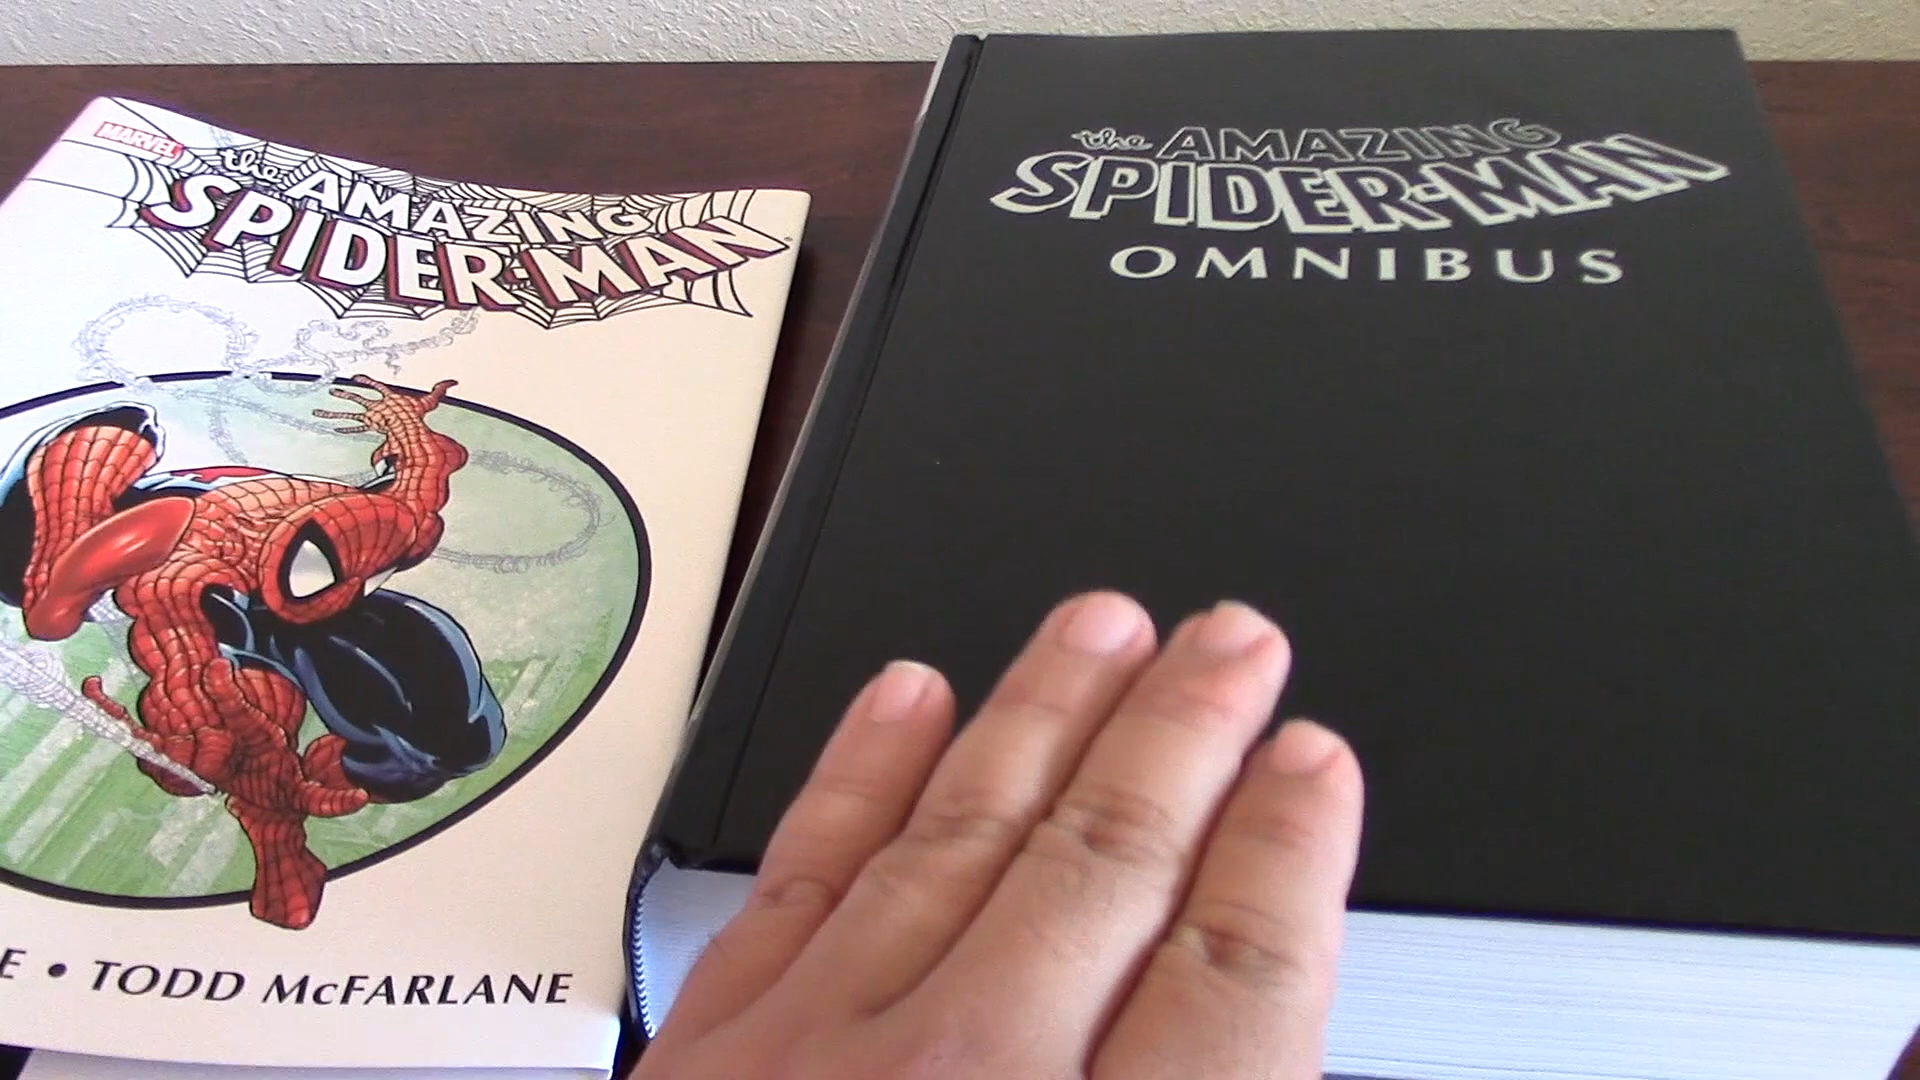 MARVEL
the AMAZING
SPIDER-MAN
E • TODD McFARLANE
the AMAZING
SPIDER-MAN
OMNIBUS